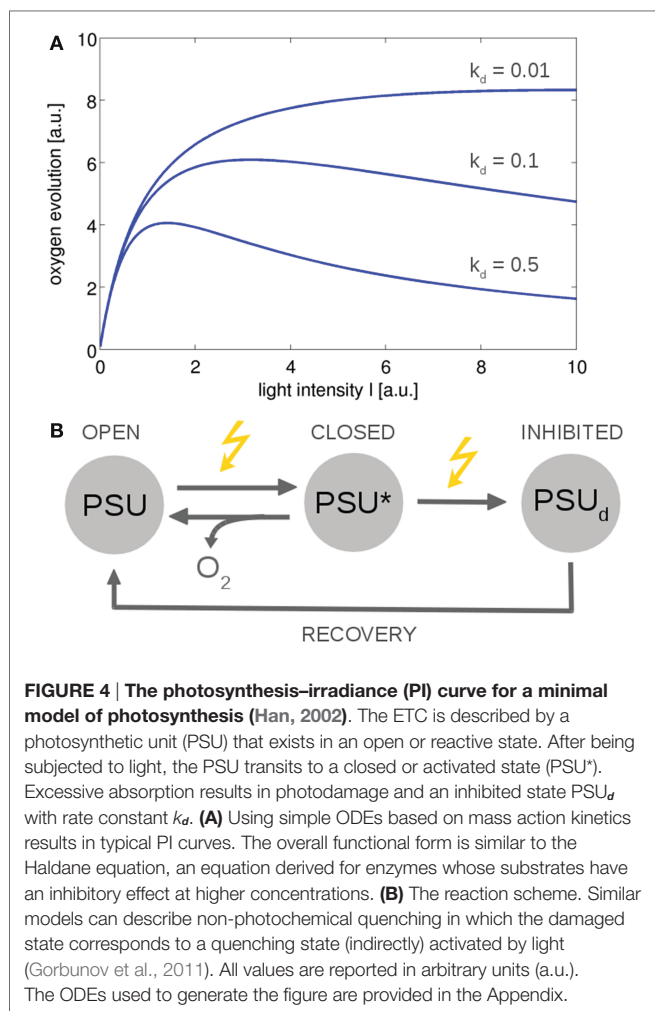 A
10
8
6
4
2
0
oxygen evolution [a.u.]
k_d = 0.01
k_d = 0.1
k_d = 0.5
0 2 4 6 8 10
light intensity I [a.u.]
B OPEN CLOSED INHIBITED
PSU PSU* PSU_d
O_2
RECOVERY
FIGURE 4 | The photosynthesis–irradiance (PI) curve for a minimal
model of photosynthesis (Han, 2002). The ETC is described by a
photosynthetic unit (PSU) that exists in an open or reactive state. After being
subjected to light, the PSU transits to a closed or activated state (PSU*).
Excessive absorption results in photodamage and an inhibited state PSU_d
with rate constant k_d. (A) Using simple ODEs based on mass action kinetics
results in typical PI curves. The overall functional form is similar to the
Haldane equation, an equation derived for enzymes whose substrates have
an inhibitory effect at higher concentrations. (B) The reaction scheme. Similar
models can describe non-photochemical quenching in which the damaged
state corresponds to a quenching state (indirectly) activated by light
(Gorbunov et al., 2011). All values are reported in arbitrary units (a.u.).
The ODEs used to generate the figure are provided in the Appendix.